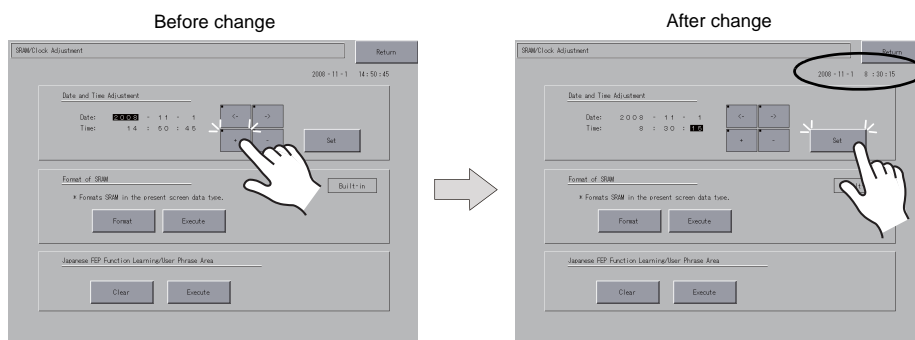 Before change
After change
SRAM/Clock Adjustment
Return
2008 - 11 - 1 14 : 50 : 45
Date and Time Adjustment
Date: 2008 - 11 - 1
Time: 14 : 50 : 45
<- ->
+ -
Set
Format of SRAM
Built-in
* Formats SRAM in the present screen data type.
Format Execute
Japanese FEP Function Learning/User Phrase Area
Clear Execute
SRAM/Clock Adjustment
Return
2008 - 11 - 1 8 : 30 : 15
Date and Time Adjustment
Date: 2008 - 11 - 1
Time: 8 : 30 : 15
<- ->
+ -
Set
Format of SRAM
* Formats SRAM in the present screen data type.
Format Execute
Japanese FEP Function Learning/User Phrase Area
Clear Execute